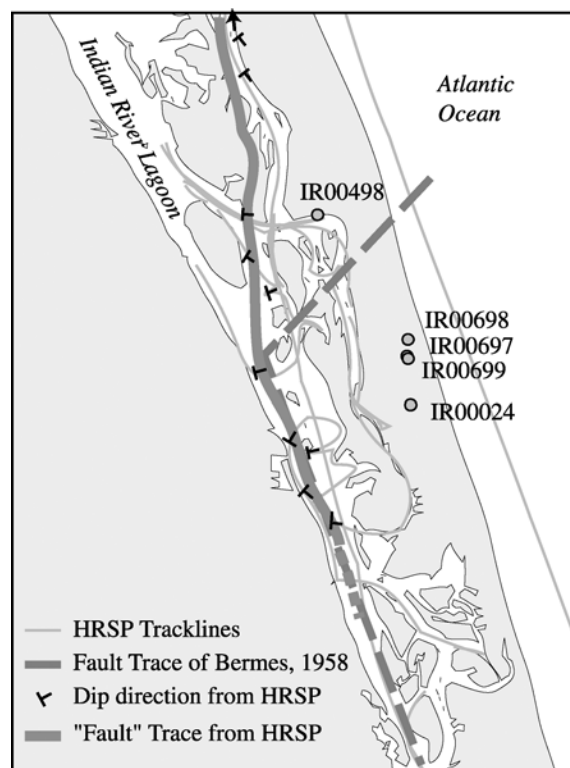 Indian River
Lagoon
Atlantic
Ocean
IR00498
IR00698
IR00697
IR00699
IR00024
HRSP Tracklines
Fault Trace of Bermes, 1958
Dip direction from HRSP
"Fault" Trace from HRSP